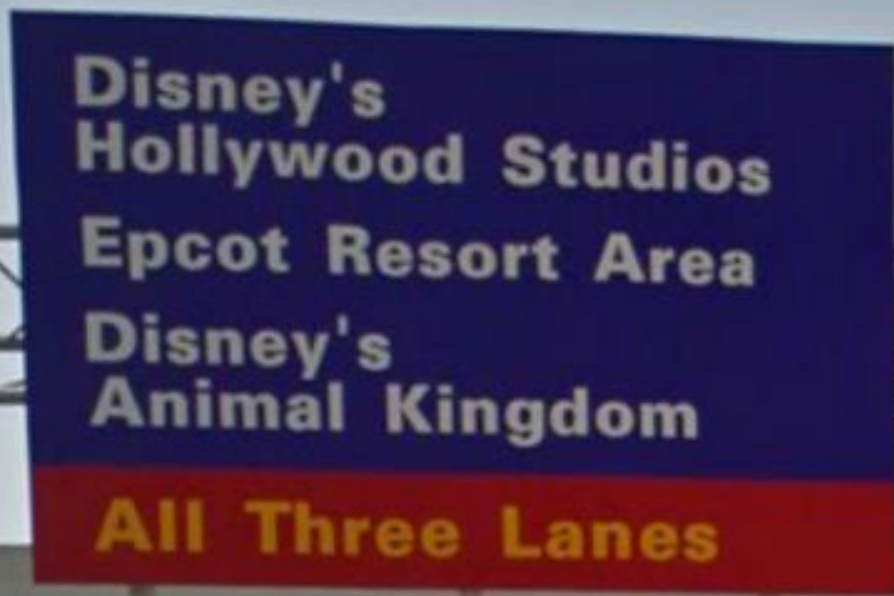 Disney's
Hollywood Studios
Epcot Resort Area
Disney's
Animal Kingdom
All Three Lanes